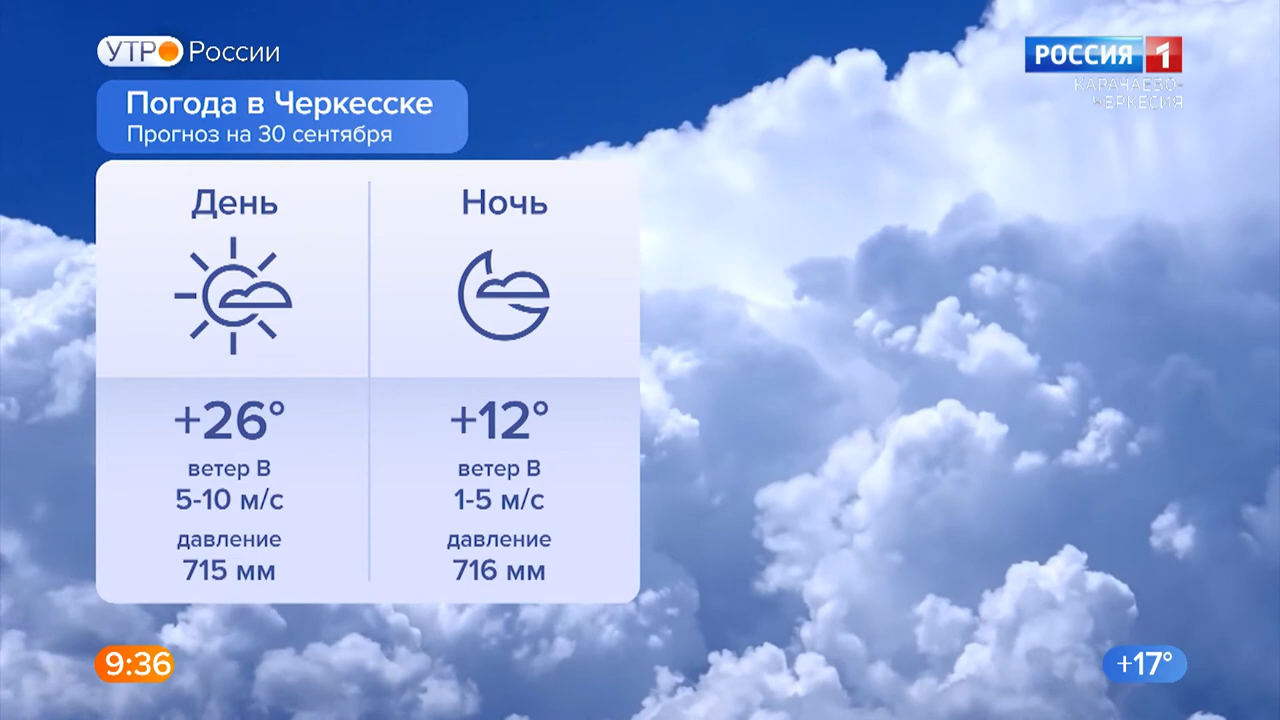 УТРО России
РОССИЯ 1
КАРАЧАЕВО-
ЧЕРКЕСИЯ
Погода в Черкесске
Прогноз на 30 сентября
День
Ночь
+26°
+12°
ветер В
ветер В
5-10 м/с
1-5 м/с
давление
давление
715 мм
716 мм
9:36
+17°